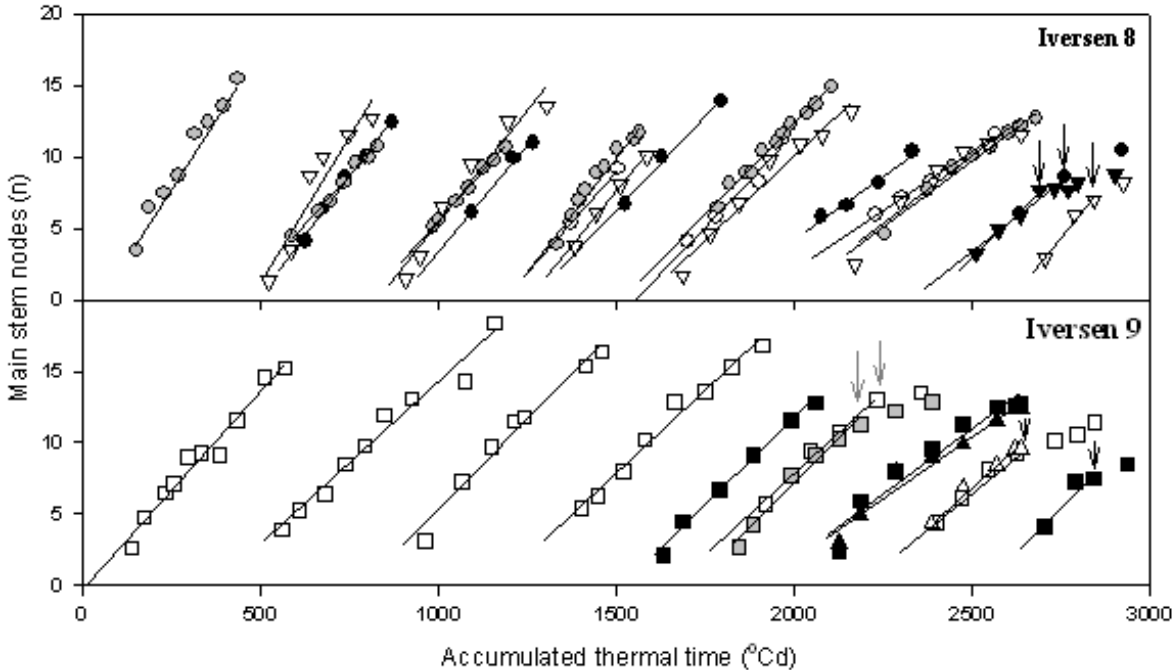 20
Iversen 8
15
10
5
0
Iversen 9
15
10
5
0
0 500 1000 1500 2000 2500 3000
Main stem nodes (n)
Accumulated thermal time (°Cd)